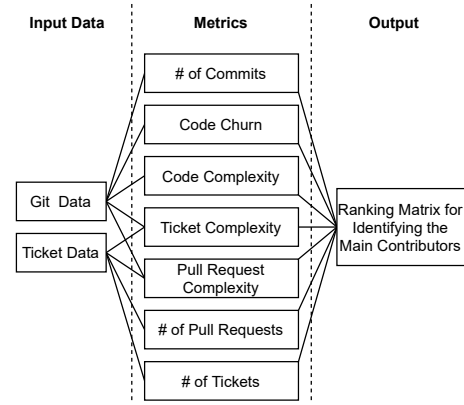 Input Data
Metrics
Output
# of Commits
Code Churn
Code Complexity
Git Data
Ticket Complexity
Ticket Data
Pull Request
Complexity
# of Pull Requests
# of Tickets
Ranking Matrix for
Identifying the
Main Contributors